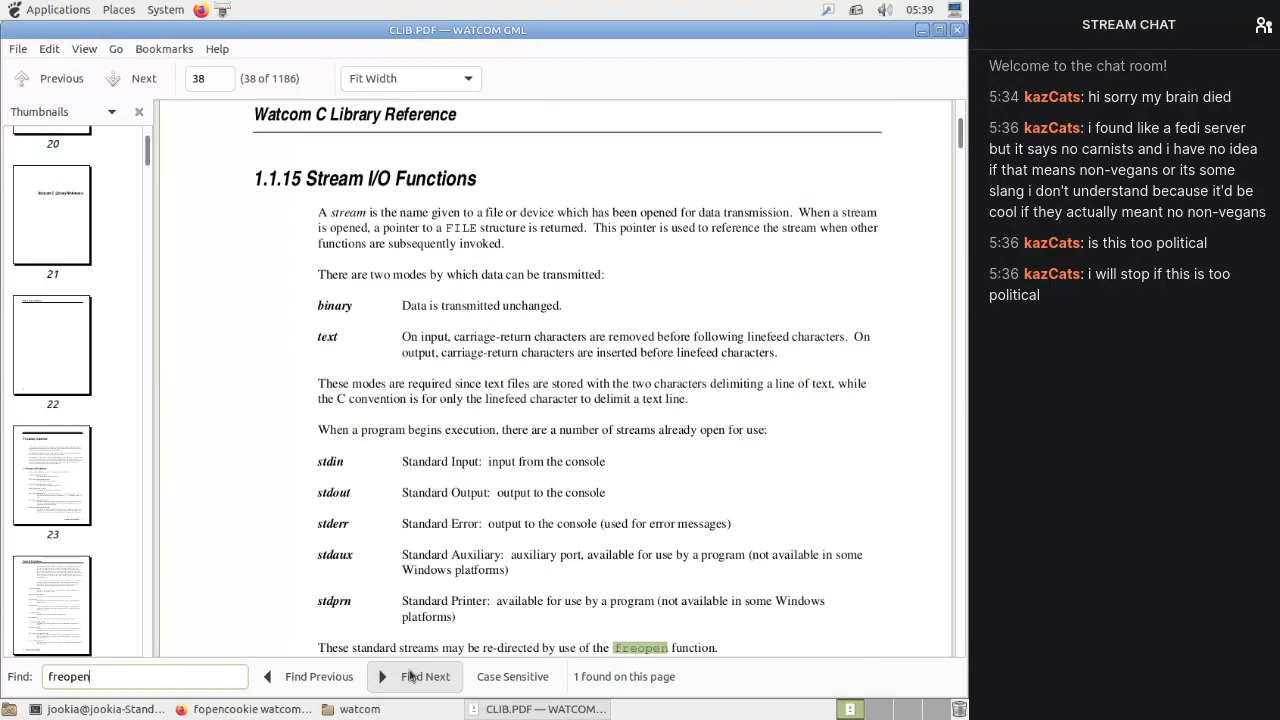 Applications Places System 05:39
CLIB.PDF — WATCOM GML
File Edit View Go Bookmarks Help
Previous Next 38 (38 of 1186) Fit Width
Thumbnails
20
21
22
23
Watcom C Library Reference
1.1.15 Stream I/O Functions
A stream is the name given to a file or device which has been opened for data transmission. When a stream
is opened, a pointer to a FILE structure is returned. This pointer is used to reference the stream when other
functions are subsequently invoked.
There are two modes by which data can be transmitted:
binary Data is transmitted unchanged.
text On input, carriage-return characters are removed before following linefeed characters. On
output, carriage-return characters are inserted before linefeed characters.
These modes are required since text files are stored with the two characters delimiting a line of text, while
the C convention is for only the linefeed character to delimit a text line.
When a program begins execution, there are a number of streams already open for use:
stdin Standard Input: input from the console
stdout Standard Output: output to the console
stderr Standard Error: output to the console (used for error messages)
stdaux Standard Auxiliary: auxiliary port, available for use by a program (not available in some
Windows platforms)
stdprn Standard Printer: available for use by a program (not available in some Windows
platforms)
These standard streams may be re-directed by use of the freopen function.
Find: freopen Find Previous Find Next Case Sensitive 1 found on this page
jookia@jookia-Stand... fopencookie watcom... watcom CLIB.PDF — WATCOM...
STREAM CHAT
Welcome to the chat room!
5:34 kazCats: hi sorry my brain died
5:36 kazCats: i found like a fedi server
but it says no carnists and i have no idea
if that means non-vegans or its some
slang i don't understand because it'd be
cool if they actually meant no non-vegans
5:36 kazCats: is this too political
5:36 kazCats: i will stop if this is too
political